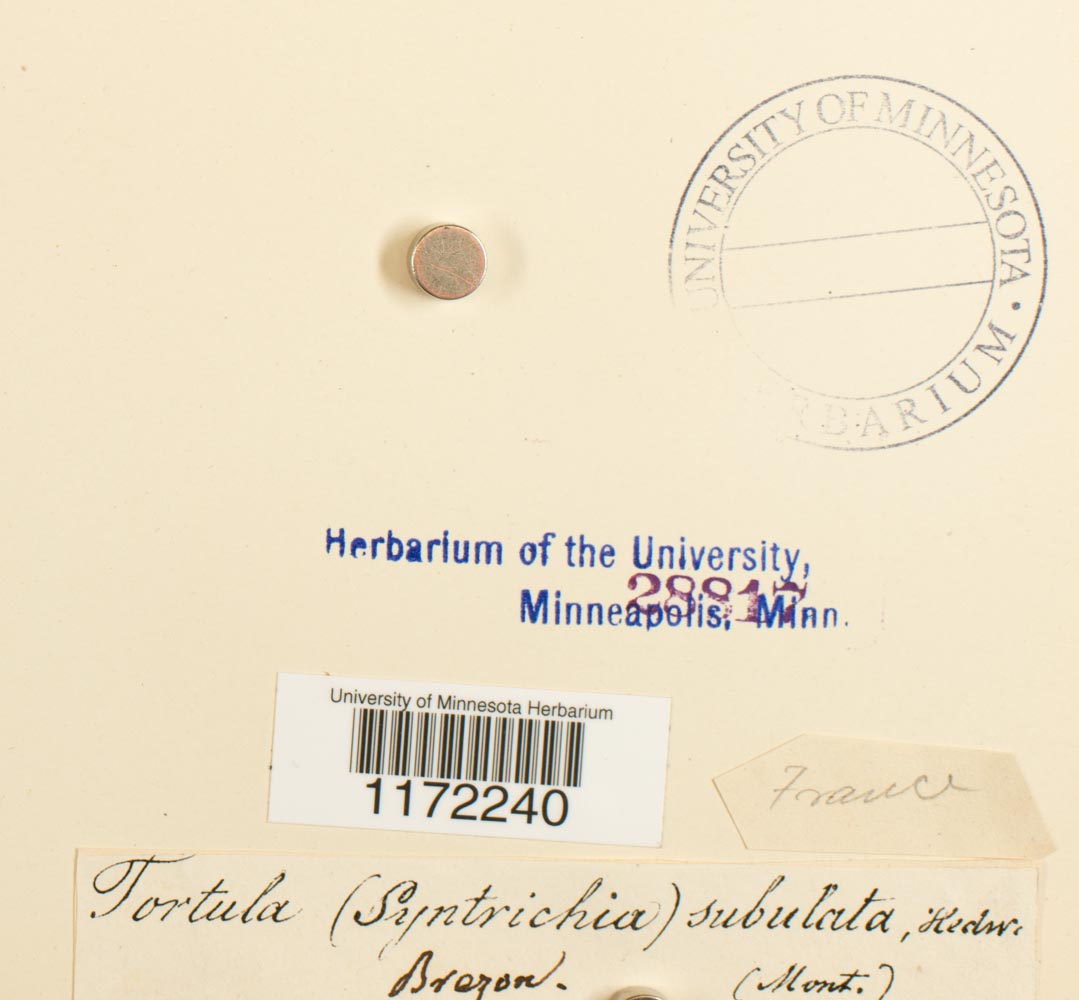 UNIVERSITY OF MINNESOTA • HERBARIUM
Herbarium of the University,
28817
Minneapolis, Minn.
University of Minnesota Herbarium
1172240
France
Tortula (Syntrichia) subulata, Hedw.
Brezon. (Mont.)